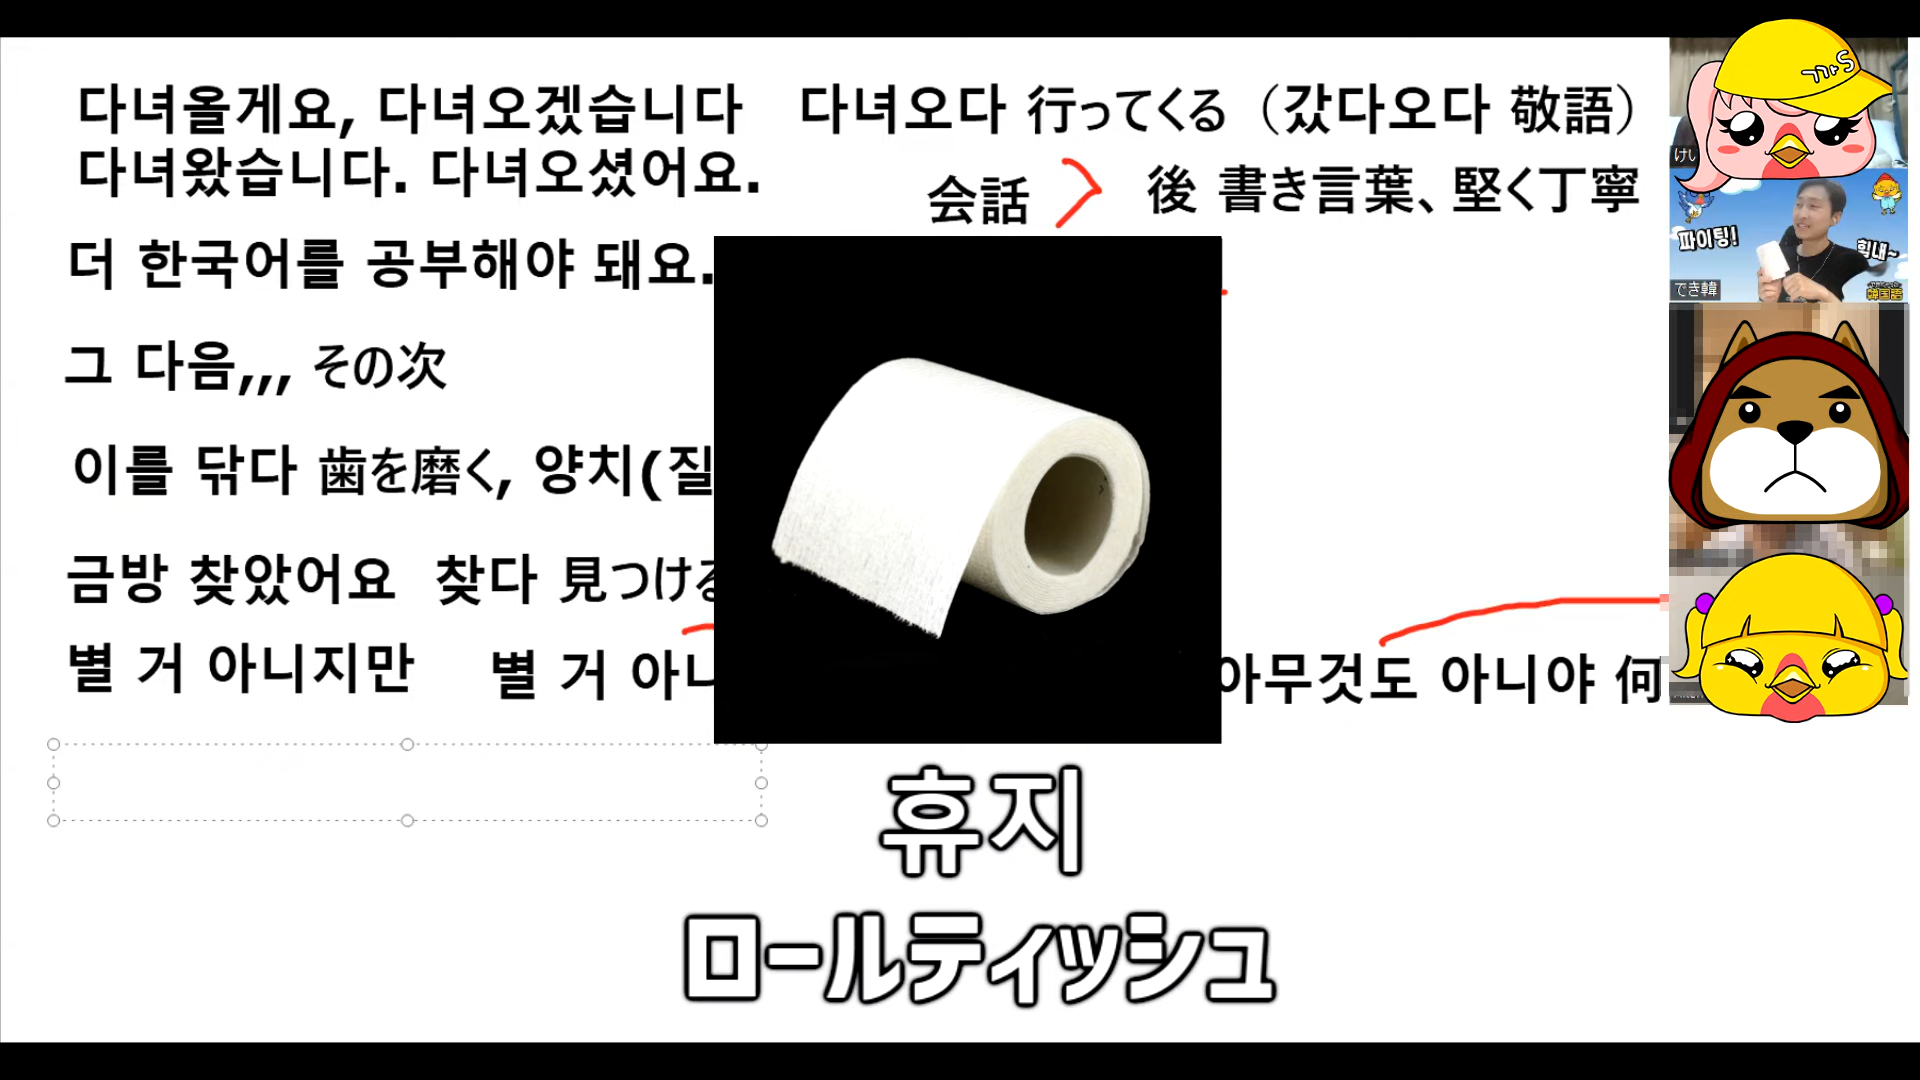 다녀올게요, 다녀오겠습니다 다녀오다 行ってくる（갔다오다 敬語）
다녀왔습니다. 다녀오셨어요.
会話 後 書き言葉、堅く丁寧
더 한국어를 공부해야 돼요.
그 다음,,, その次
이를 닦다 歯を磨く, 양치(질
금방 찾았어요 찾다 見つける
별 거 아니지만 별 거 아니 아무것도 아니야 何
휴지
ロールティッシュ
けい
파이팅!
힘내~
でき韓
韓国語